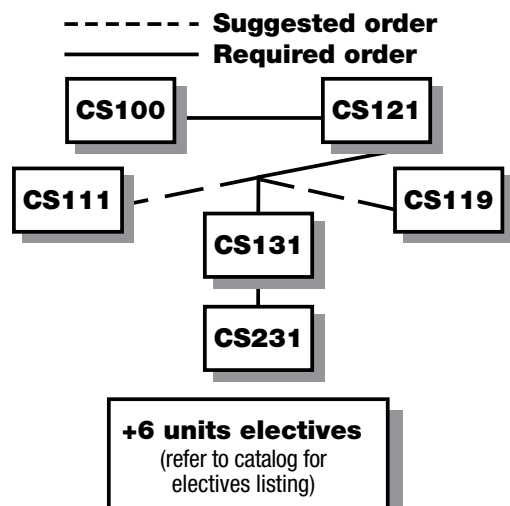 Suggested order
Required order
CS100
CS121
CS111
CS119
CS131
CS231
+6 units electives
(refer to catalog for
electives listing)